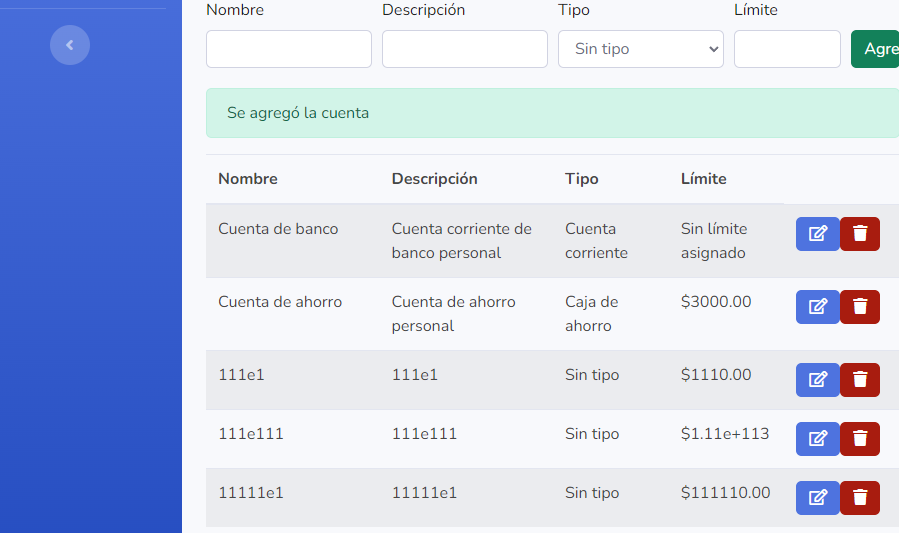 Nombre Descripción Tipo Límite
Sin tipo Agre
Se agregó la cuenta
Nombre Descripción Tipo Límite
Cuenta de banco Cuenta corriente de Cuenta Sin límite
banco personal corriente asignado
Cuenta de ahorro Cuenta de ahorro Caja de $3000.00
personal ahorro
111e1 111e1 Sin tipo $1110.00
111e111 111e111 Sin tipo $1.11e+113
11111e1 11111e1 Sin tipo $111110.00